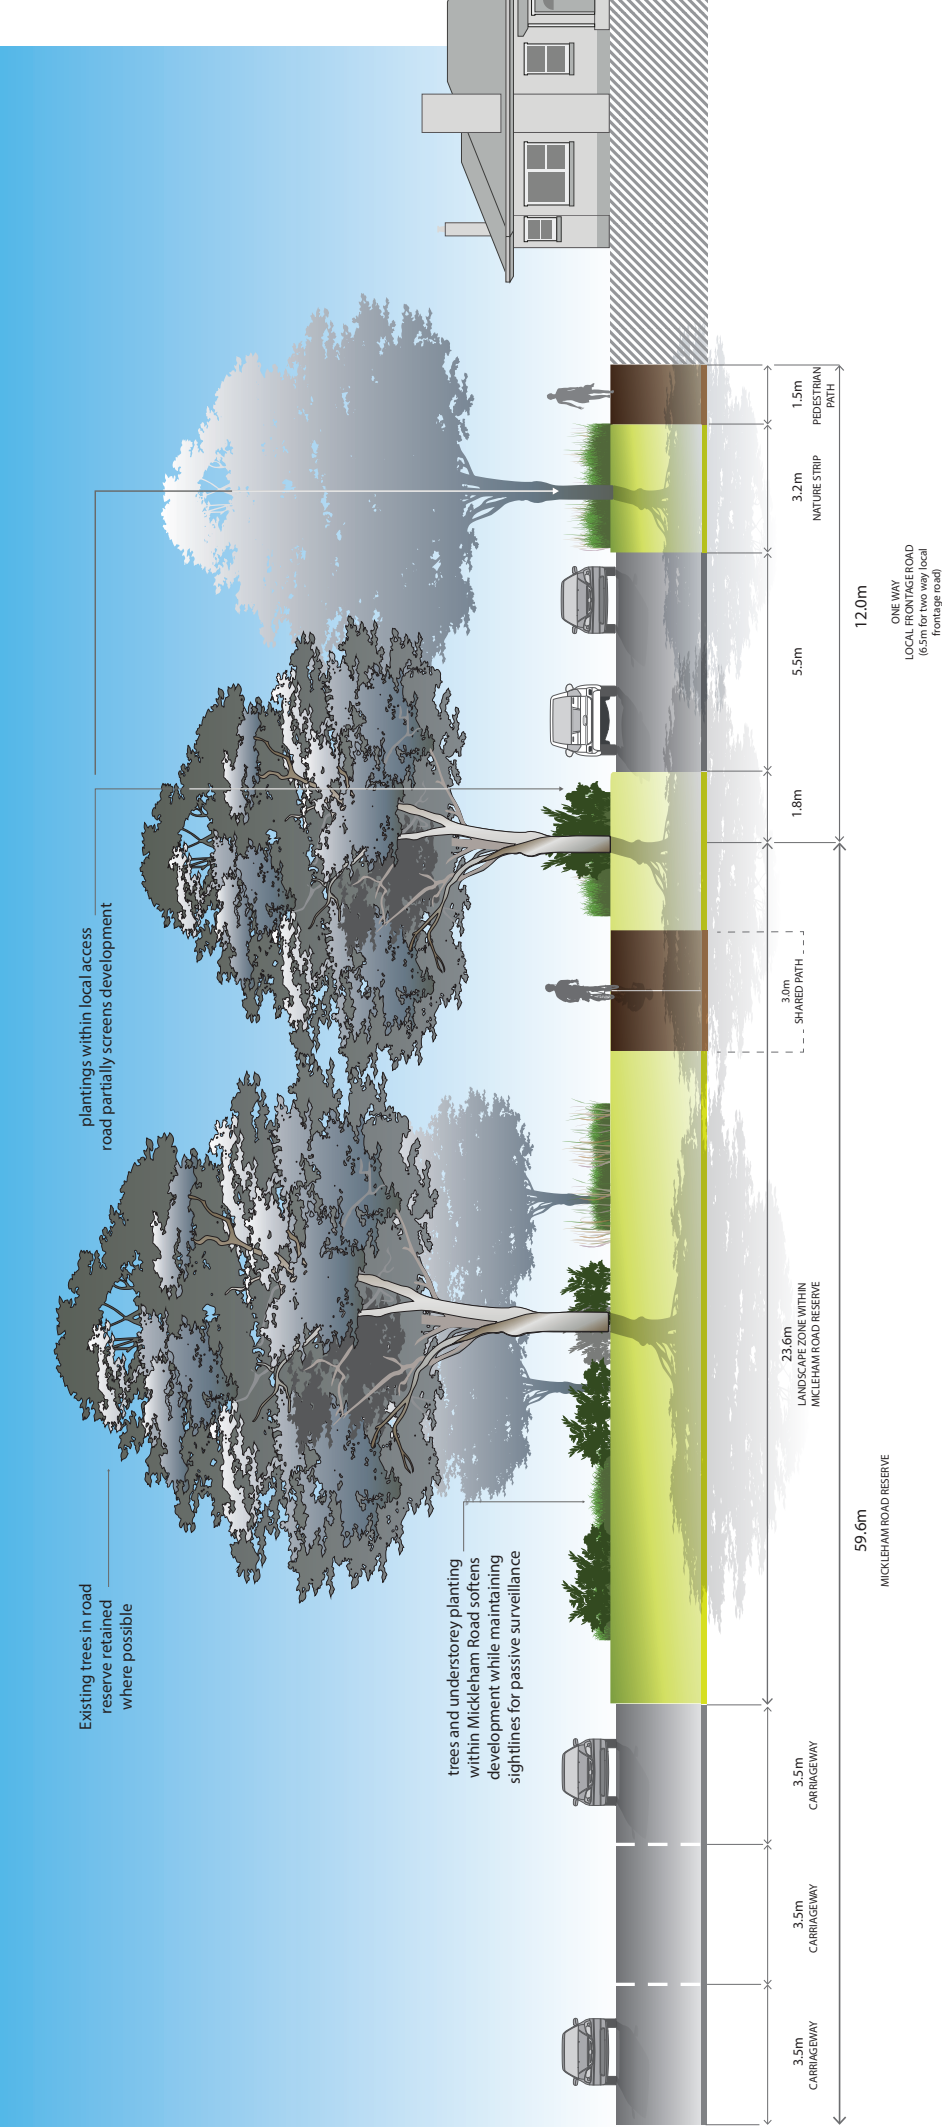 Existing trees in road
reserve retained
where possible
plantings within local access
road partially screens development
trees and understorey planting
within Mickleham Road softens
development while maintaining
sightlines for passive surveillance
3.5m
CARRIAGEWAY
3.5m
CARRIAGEWAY
3.5m
CARRIAGEWAY
23.6m
LANDSCAPE ZONE WITHIN
MICLEHAM ROAD RESERVE
3.0m
SHARED PATH
1.8m
5.5m
3.2m
NATURE STRIP
1.5m
PEDESTRIAN
PATH
59.6m
MICKLEHAM ROAD RESERVE
12.0m
ONE WAY
LOCAL FRONTAGE ROAD
(6.5m for two way local
frontage road)